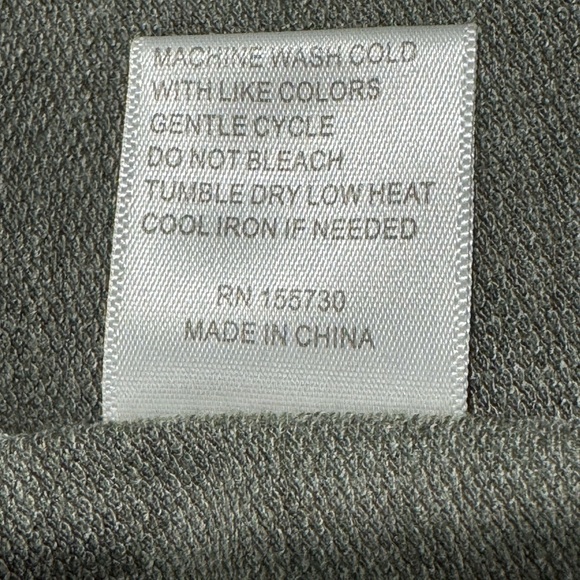 MACHINE WASH COLD
WITH LIKE COLORS
GENTLE CYCLE
DO NOT BLEACH
TUMBLE DRY LOW HEAT
COOL IRON IF NEEDED
RN 155730
MADE IN CHINA